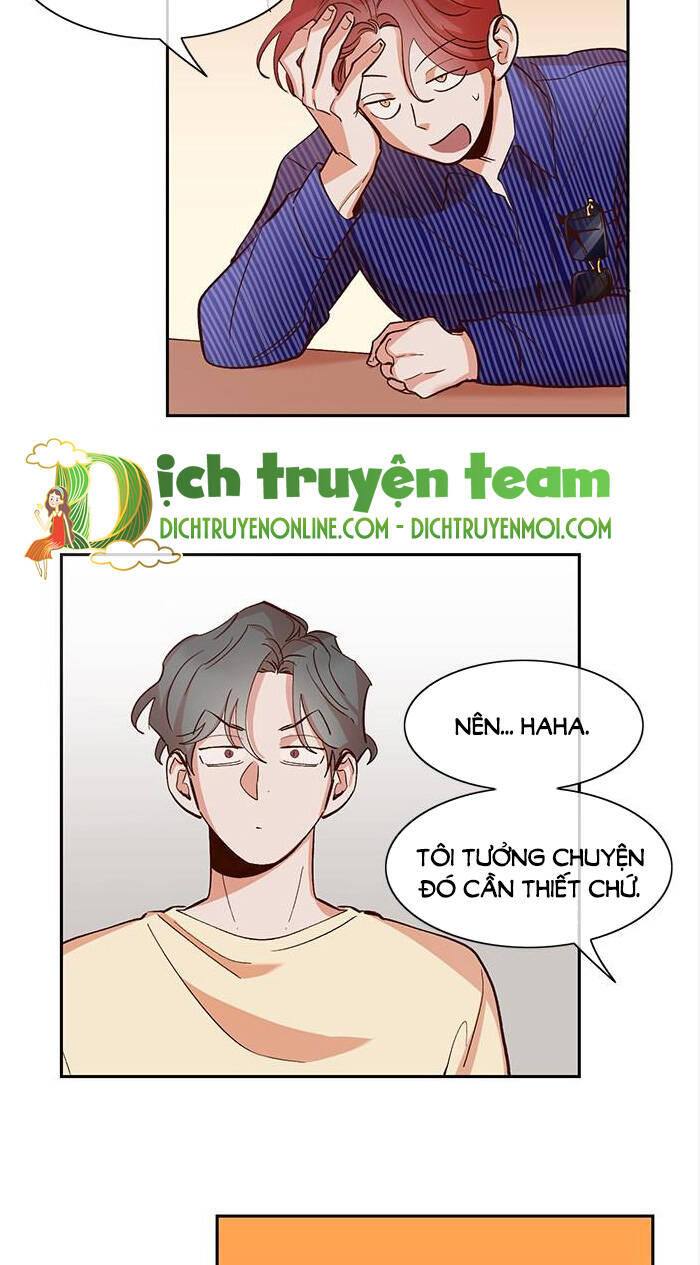 Dịch truyện team
DICHTRUYENONLINE.COM - DICHTRUYENMOI.COM
NÊN... HAHA.
TÔI TƯỞNG CHUYỆN
ĐÓ CẦN THIẾT CHỨ.